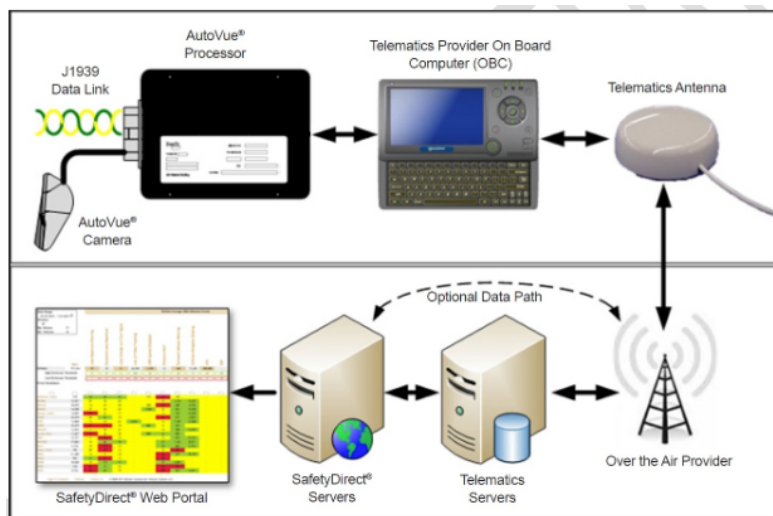 AutoVue®
Processor
J1939
Data Link
AutoVue®
Camera
Telematics Provider On Board
Computer (OBC)
Telematics Antenna
Optional Data Path
SafetyDirect® Web Portal
SafetyDirect®
Servers
Telematics
Servers
Over the Air Provider